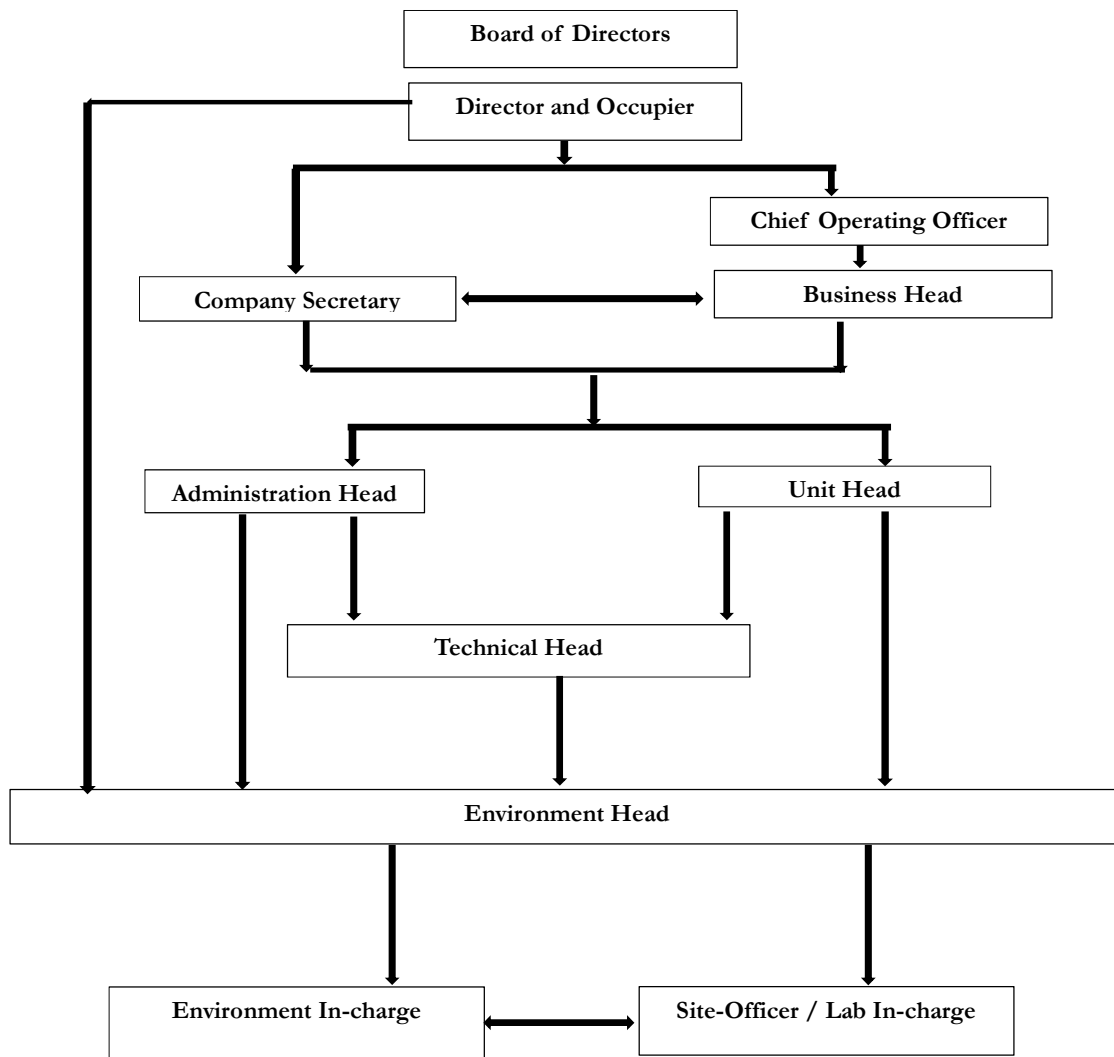 Board of Directors
Director and Occupier
Chief Operating Officer
Company Secretary
Business Head
Administration Head
Unit Head
Technical Head
Environment Head
Environment In-charge
Site-Officer / Lab In-charge